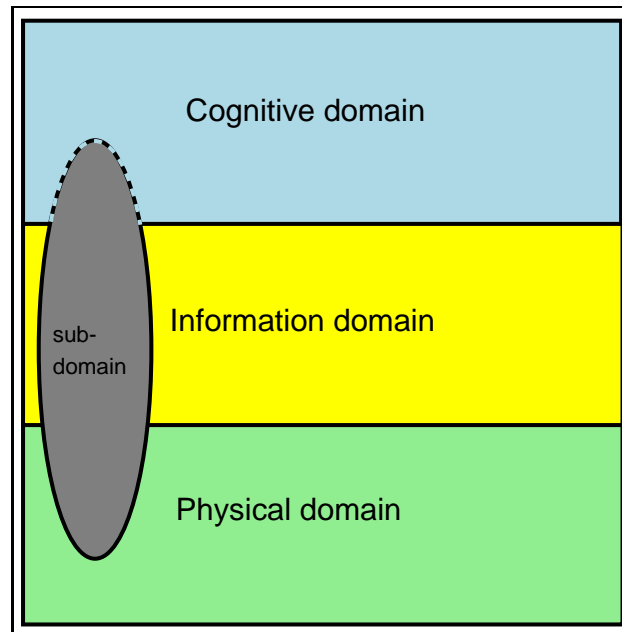 Cognitive domain
Information domain
sub-
domain
Physical domain